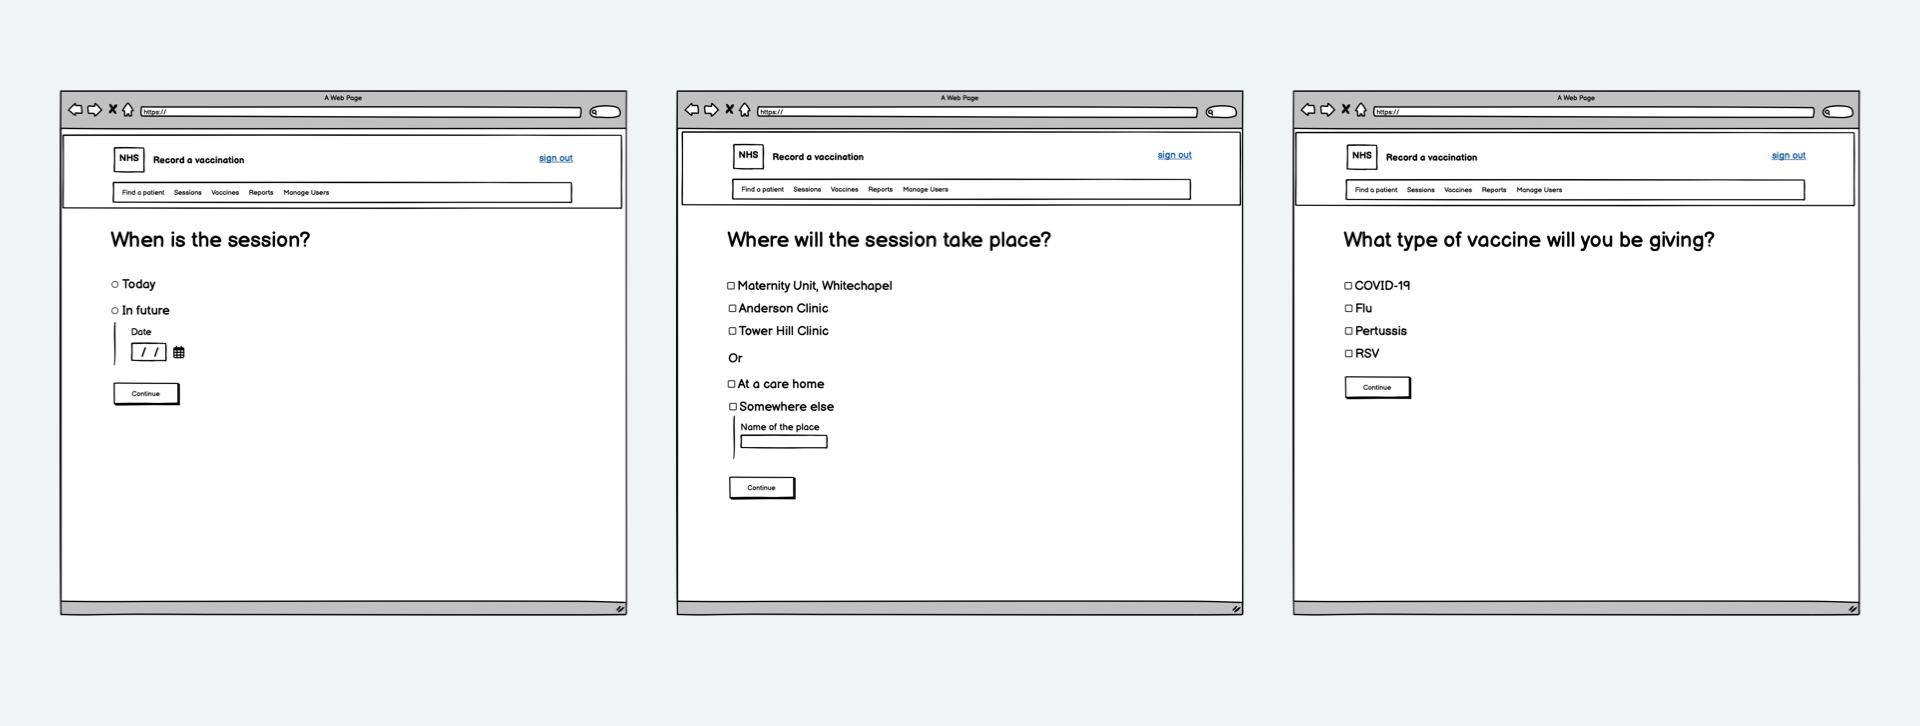 A Web Page
https://
NHS Record a vaccination sign out
Find a patient Sessions Vaccines Reports Manage Users
When is the session?
Today
In future
Date
/ /
Continue
A Web Page
https://
NHS Record a vaccination sign out
Find a patient Sessions Vaccines Reports Manage Users
Where will the session take place?
Maternity Unit, Whitechapel
Anderson Clinic
Tower Hill Clinic
Or
At a care home
Somewhere else
Name of the place
Continue
A Web Page
https://
NHS Record a vaccination sign out
Find a patient Sessions Vaccines Reports Manage Users
What type of vaccine will you be giving?
COVID-19
Flu
Pertussis
RSV
Continue